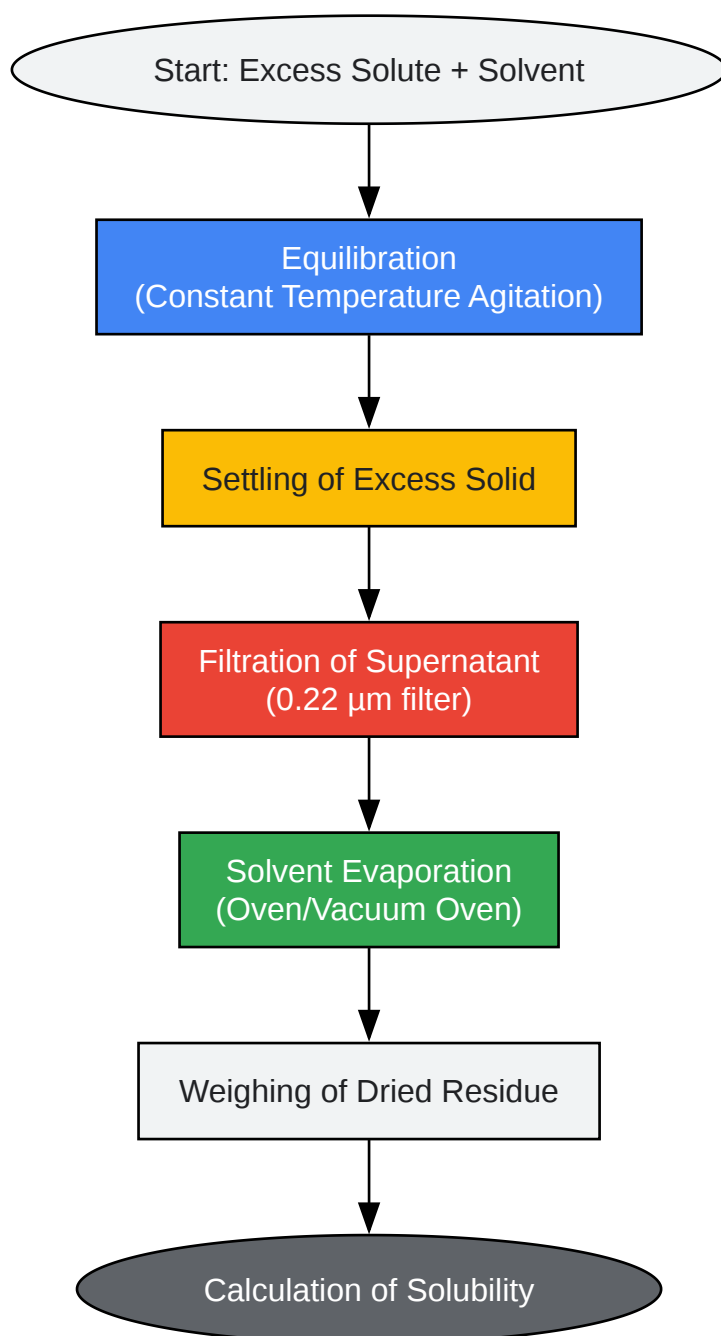 Start: Excess Solute + Solvent
Equilibration
(Constant Temperature Agitation)
Settling of Excess Solid
Filtration of Supernatant
(0.22 µm filter)
Solvent Evaporation
(Oven/Vacuum Oven)
Weighing of Dried Residue
Calculation of Solubility